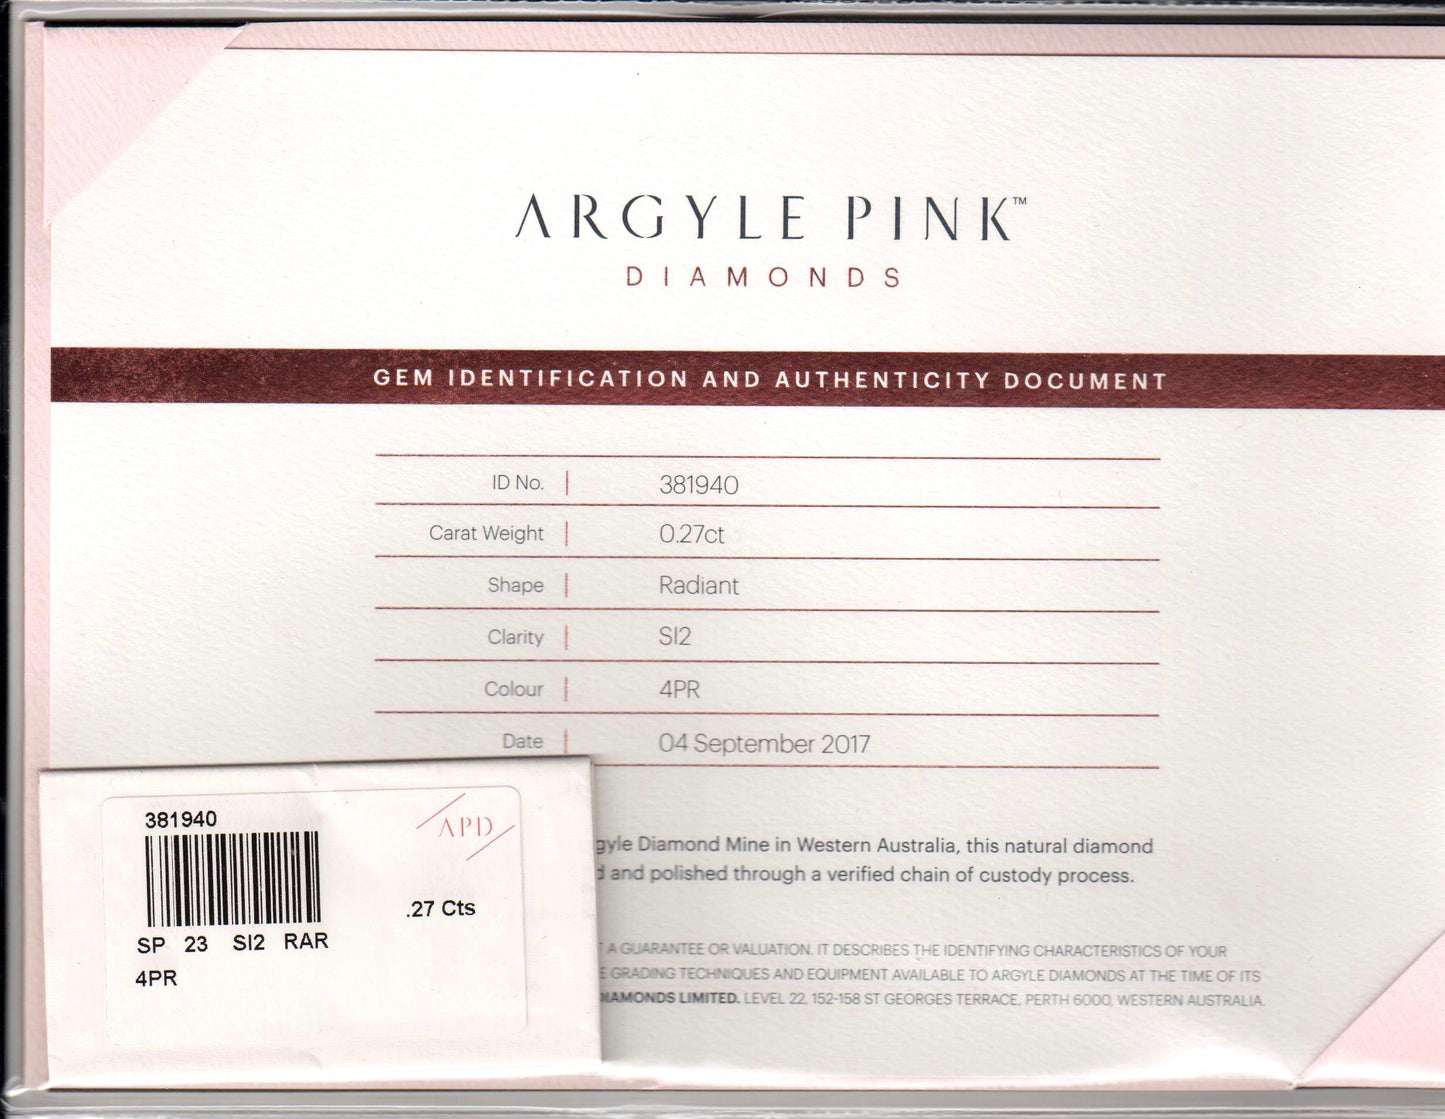 ARGYLE PINK™
DIAMONDS
GEM IDENTIFICATION AND AUTHENTICITY DOCUMENT
ID No. 381940
Carat Weight 0.27ct
Shape Radiant
Clarity SI2
Colour 4PR
Date 04 September 2017
gyle Diamond Mine in Western Australia, this natural diamond
d and polished through a verified chain of custody process.
A GUARANTEE OR VALUATION. IT DESCRIBES THE IDENTIFYING CHARACTERISTICS OF YOUR
E GRADING TECHNIQUES AND EQUIPMENT AVAILABLE TO ARGYLE DIAMONDS AT THE TIME OF ITS
DIAMONDS LIMITED. LEVEL 22, 152-158 ST GEORGES TERRACE, PERTH 6000, WESTERN AUSTRALIA.
381940
APD
.27 Cts
SP 23 SI2 RAR
4PR